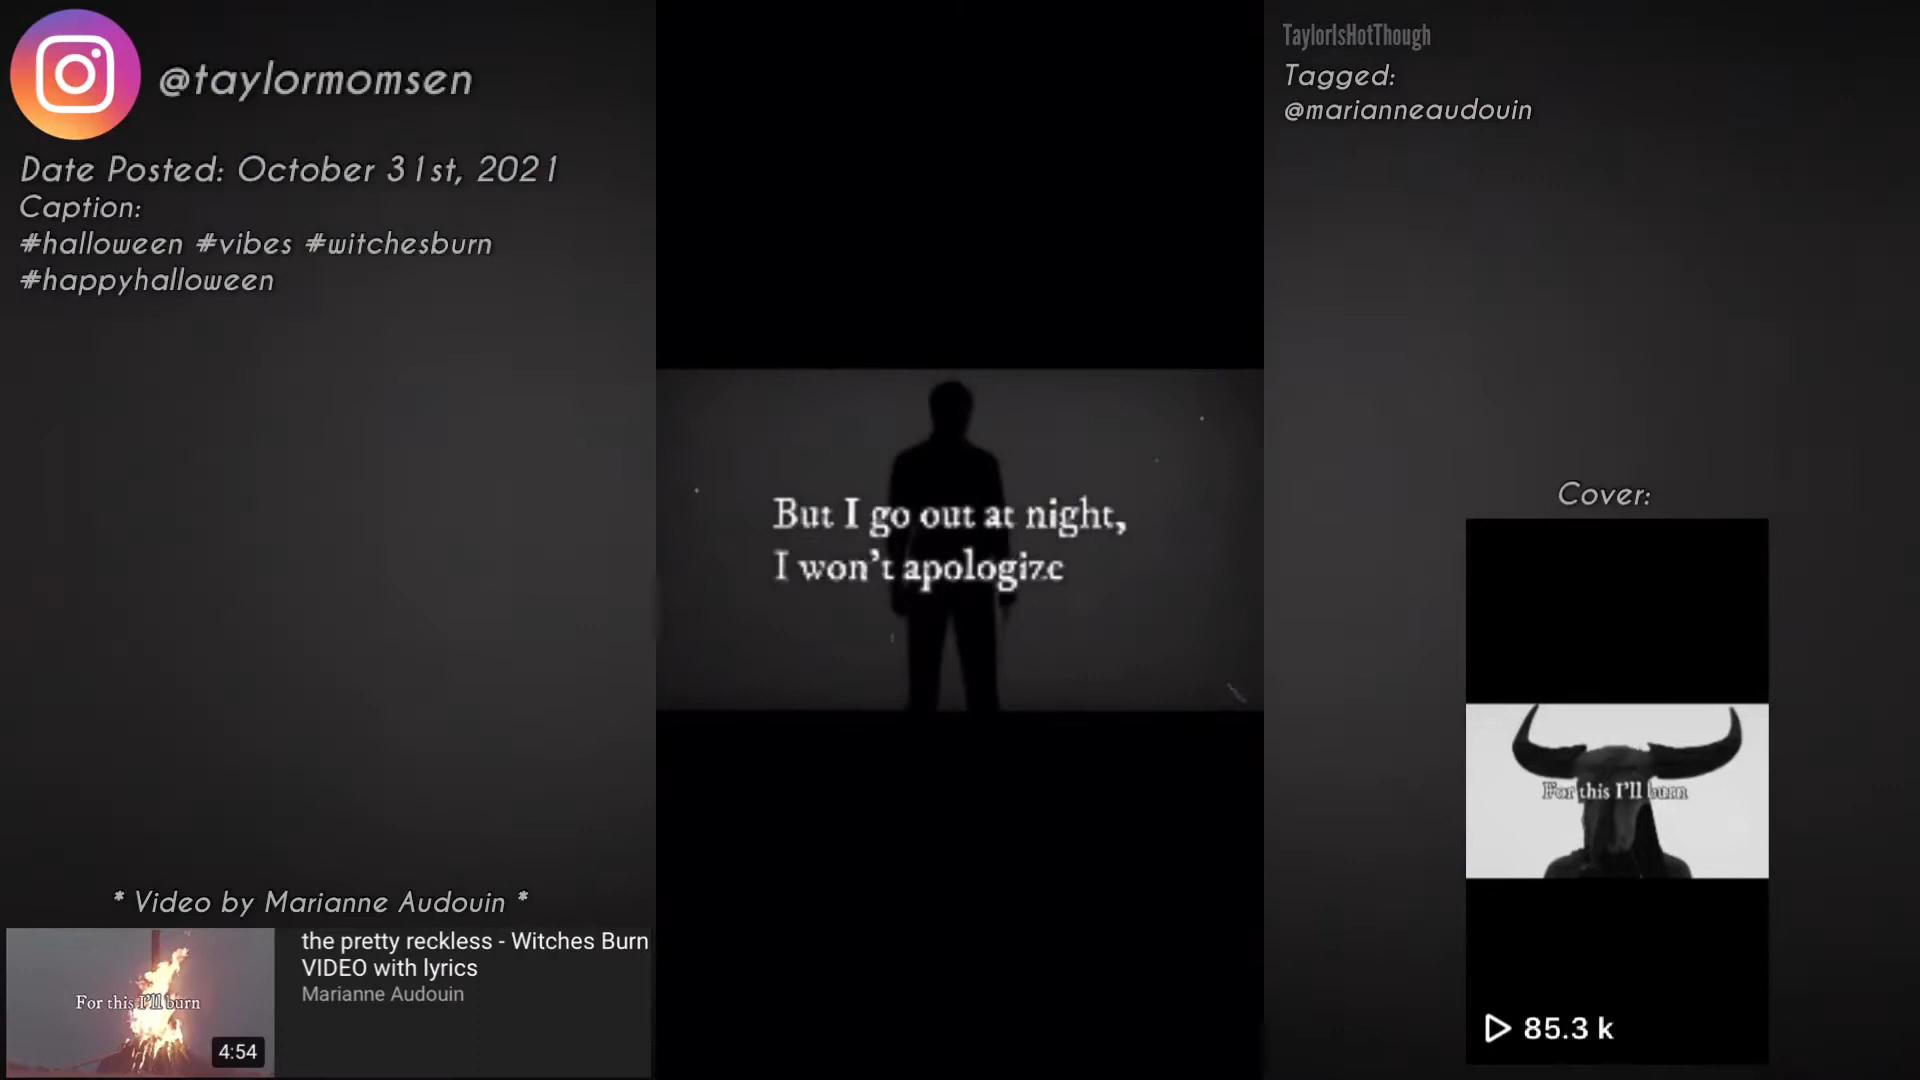 @taylormomsen
Date Posted: October 31st, 2021
Caption:
#halloween #vibes #witchesburn
#happyhalloween
* Video by Marianne Audouin *
For this I'll burn
4:54
the pretty reckless - Witches Burn
VIDEO with lyrics
Marianne Audouin
But I go out at night,
I won't apologize
TaylorIsHotThough
Tagged:
@marianneaudouin
Cover:
For this I'll burn
85.3 k